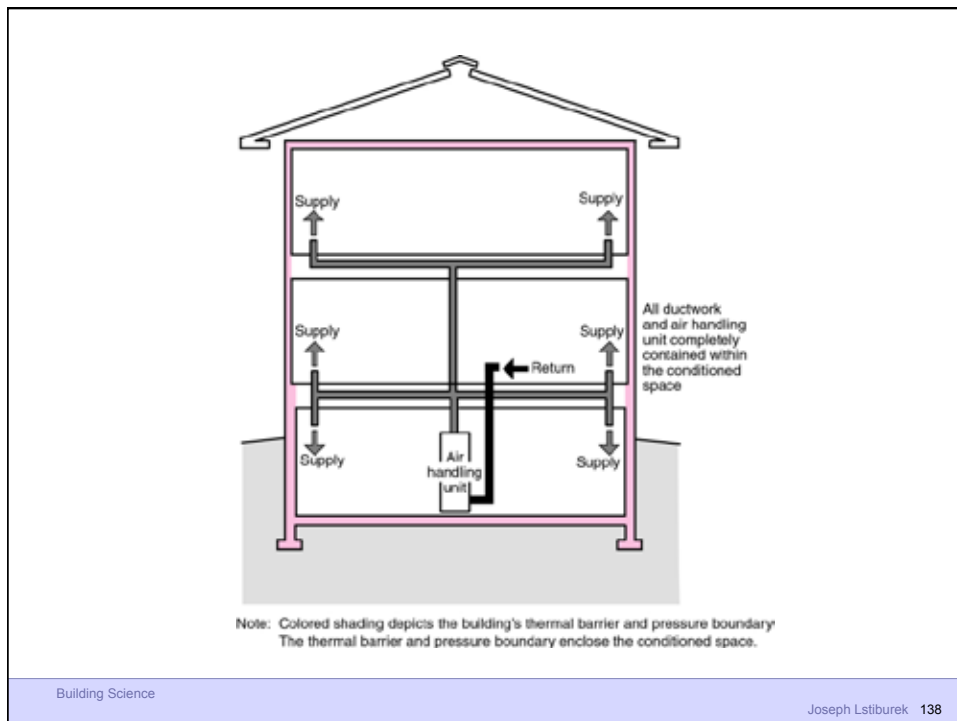 Supply
Supply
Supply
Supply
All ductwork
and air handling
unit completely
contained within
the conditioned
space
Return
Supply
Air
handling
unit
Supply
Note: Colored shading depicts the building's thermal barrier and pressure boundary
The thermal barrier and pressure boundary enclose the conditioned space.
Building Science
Joseph Lstiburek 138